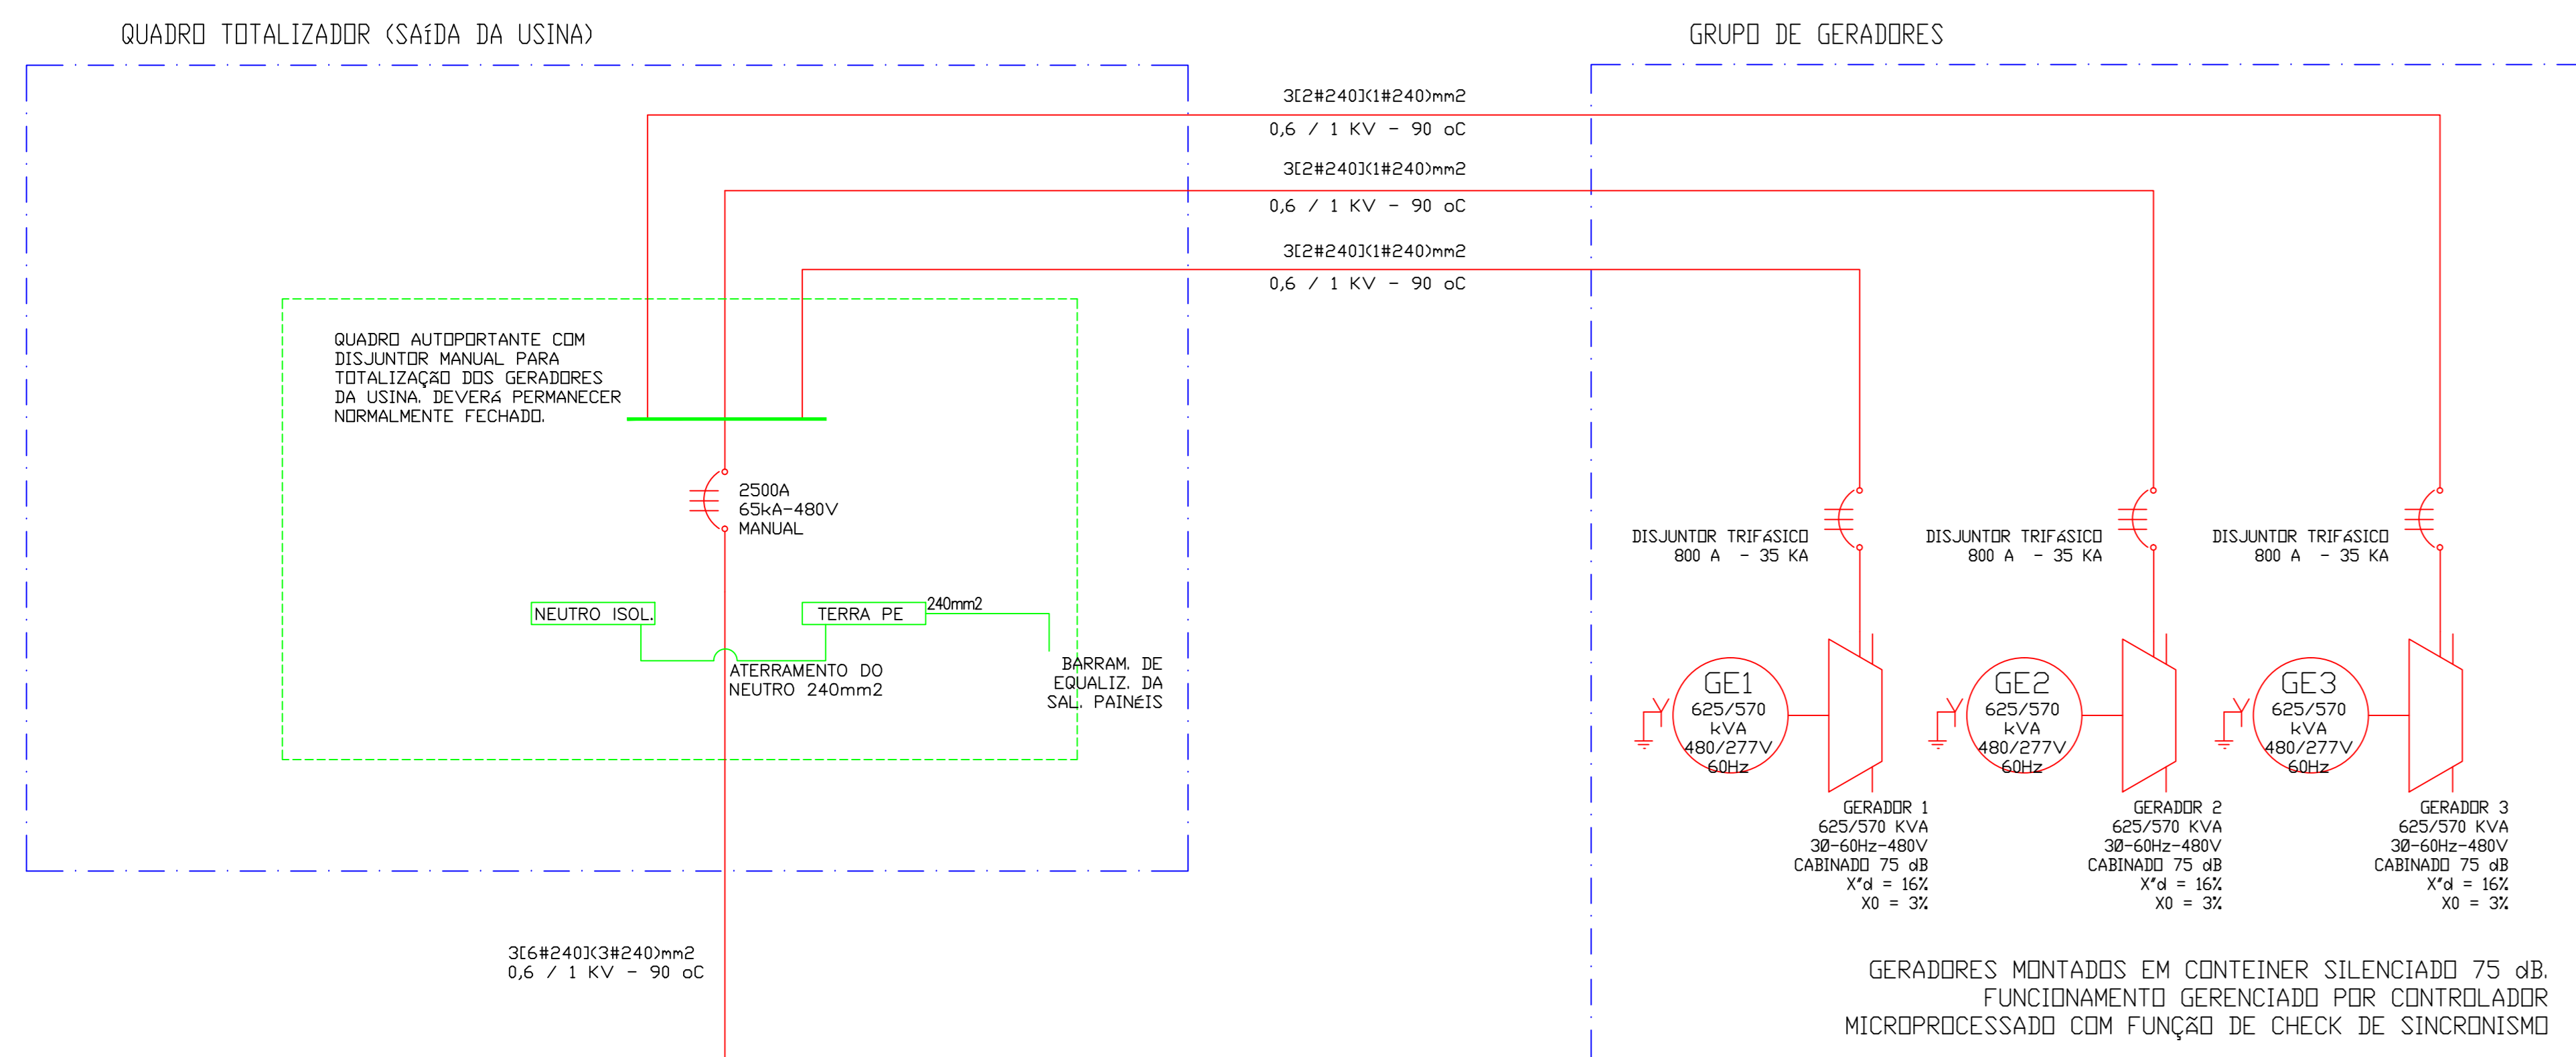 QUADRO TOTALIZADOR (SAíDA DA USINA)
GRUPO DE GERADORES
3[2#240](1#240)mm2
0,6 / 1 KV - 90 oC
3[2#240](1#240)mm2
0,6 / 1 KV - 90 oC
3[2#240](1#240)mm2
0,6 / 1 KV - 90 oC
QUADRO AUTOPORTANTE COM
DISJUNTOR MANUAL PARA
TOTALIZAÇãO DOS GERADORES
DA USINA. DEVERá PERMANECER
NORMALMENTE FECHADO.
2500A
65kA-480V
MANUAL
NEUTRO ISOL.
TERRA PE
240mm2
ATERRAMENTO DO
NEUTRO 240mm2
BARRAM. DE
EQUALIZ. DA
SAL. PAINéIS
3[6#240](3#240)mm2
0,6 / 1 KV - 90 oC
DISJUNTOR TRIFáSICO
800 A - 35 KA
DISJUNTOR TRIFáSICO
800 A - 35 KA
DISJUNTOR TRIFáSICO
800 A - 35 KA
GE1
625/570
kVA
480/277V
60Hz
GE2
625/570
kVA
480/277V
60Hz
GE3
625/570
kVA
480/277V
60Hz
GERADOR 1
625/570 KVA
3Ø-60Hz-480V
CABINADO 75 dB
X"d = 16%
X0 = 3%
GERADOR 2
625/570 KVA
3Ø-60Hz-480V
CABINADO 75 dB
X"d = 16%
X0 = 3%
GERADOR 3
625/570 KVA
3Ø-60Hz-480V
CABINADO 75 dB
X"d = 16%
X0 = 3%
GERADORES MONTADOS EM CONTEINER SILENCIADO 75 dB.
FUNCIONAMENTO GERENCIADO POR CONTROLADOR
MICROPROCESSADO COM FUNÇãO DE CHECK DE SINCRONISMO